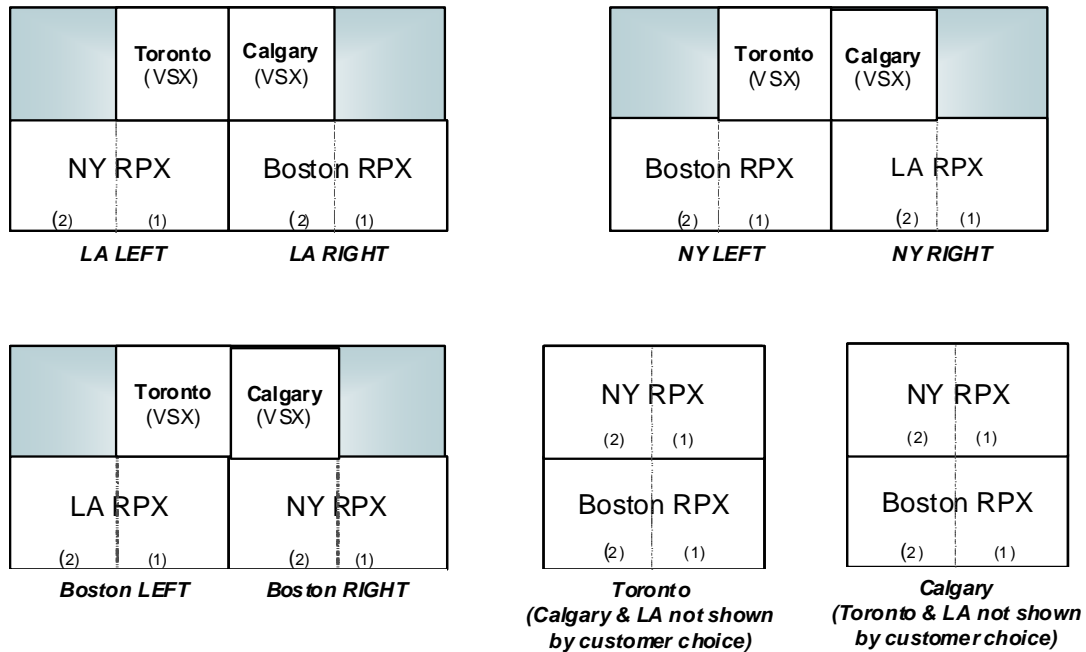 Toronto
(VSX)
Calgary
(VSX)
NY RPX
(2) (1)
Boston RPX
(2) (1)
LA LEFT
LA RIGHT
Toronto
(VSX)
Calgary
(VSX)
Boston RPX
(2) (1)
LA RPX
(2) (1)
NY LEFT
NY RIGHT
Toronto
(VSX)
Calgary
(VSX)
LA RPX
(2) (1)
NY RPX
(2) (1)
Boston LEFT
Boston RIGHT
NY RPX
(2) (1)
Boston RPX
(2) (1)
Toronto
(Calgary & LA not shown
by customer choice)
NY RPX
(2) (1)
Boston RPX
(2) (1)
Calgary
(Toronto & LA not shown
by customer choice)